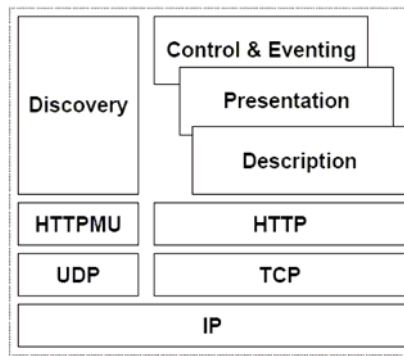 Control & Eventing
Discovery
Presentation
Description
HTTPMU
HTTP
UDP
TCP
IP